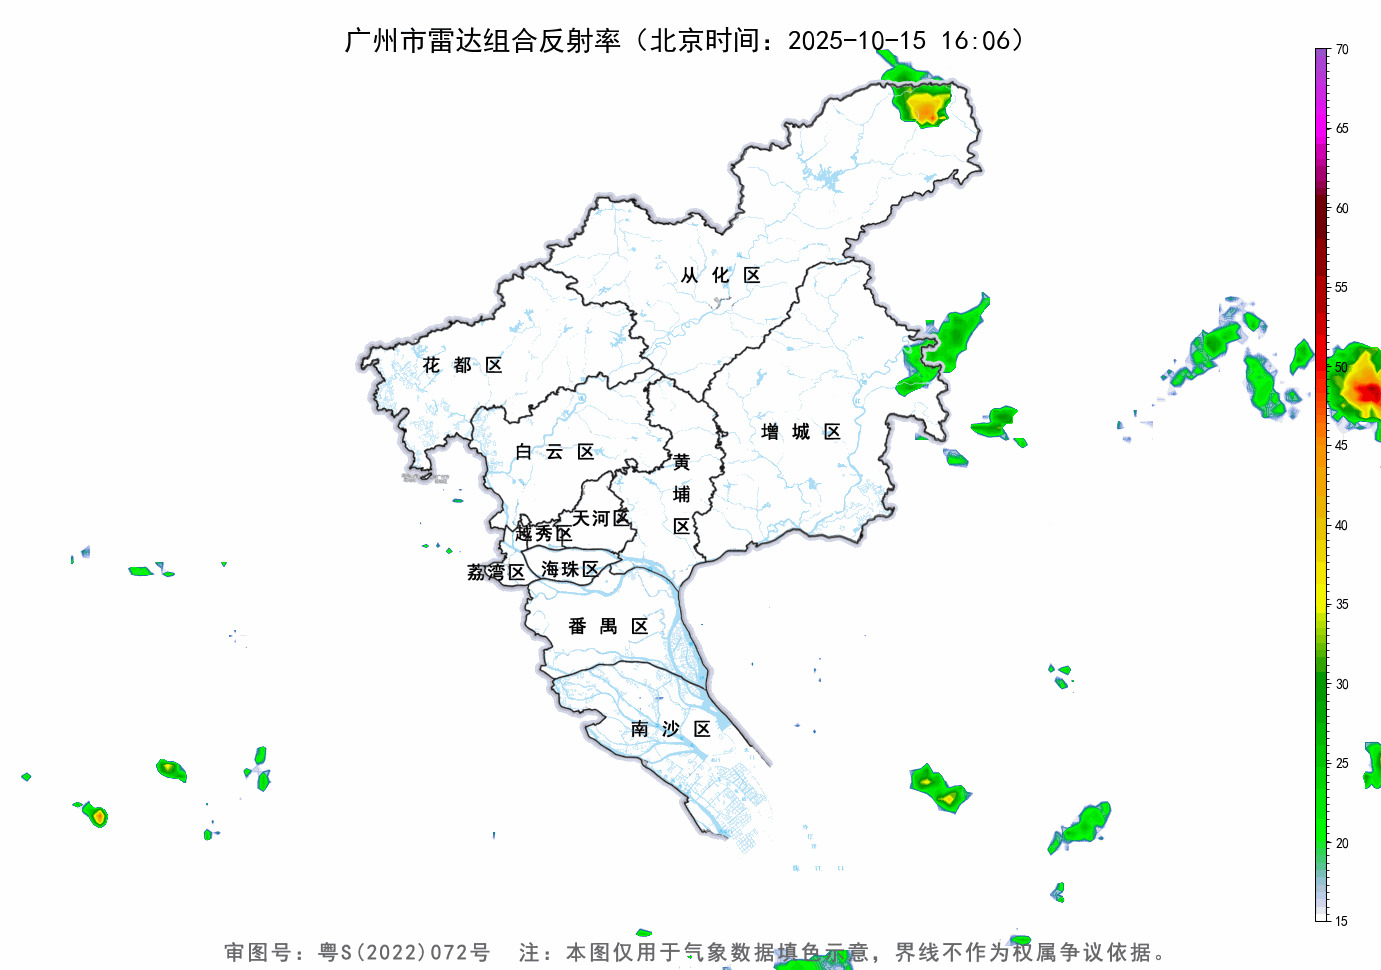 广州市雷达组合反射率（北京时间：2025-10-15 16:06）
70
65
60
55
50
45
40
35
30
25
20
15
从化区
花都区
增城区
白云区
黄埔区
天河区
越秀区
荔湾区
海珠区
番禺区
南沙区
审图号：粤S(2022)072号 注：本图仅用于气象数据填色示意，界线不作为权属争议依据。